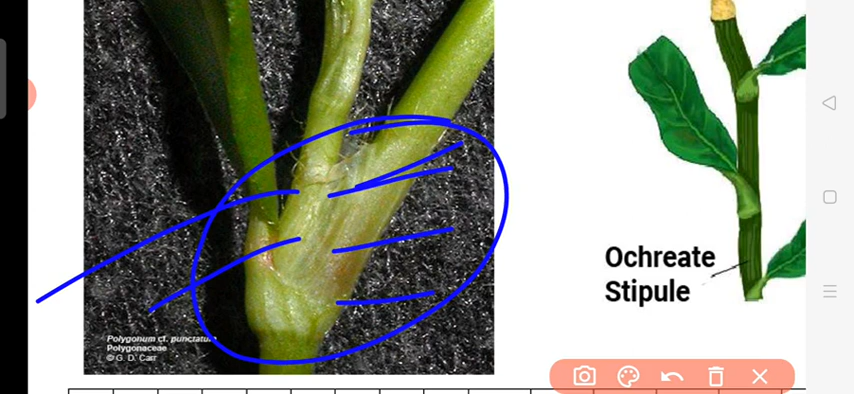 Polygonum cf. punctatum
Polygonaceae
© G. D. Carr
Ochreate
Stipule